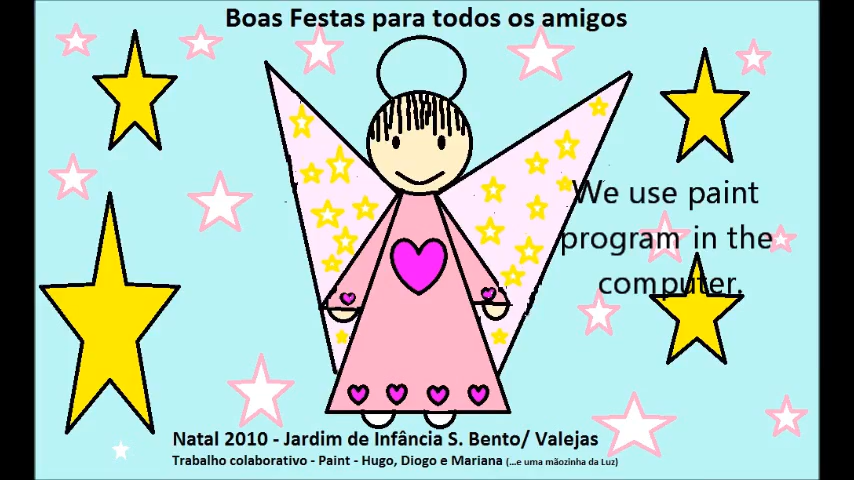 Boas Festas para todos os amigos
We use paint
program in the
computer.
Natal 2010 - Jardim de Infância S. Bento/ Valejas
Trabalho colaborativo - Paint - Hugo, Diogo e Mariana (...e uma mãozinha da Luz)